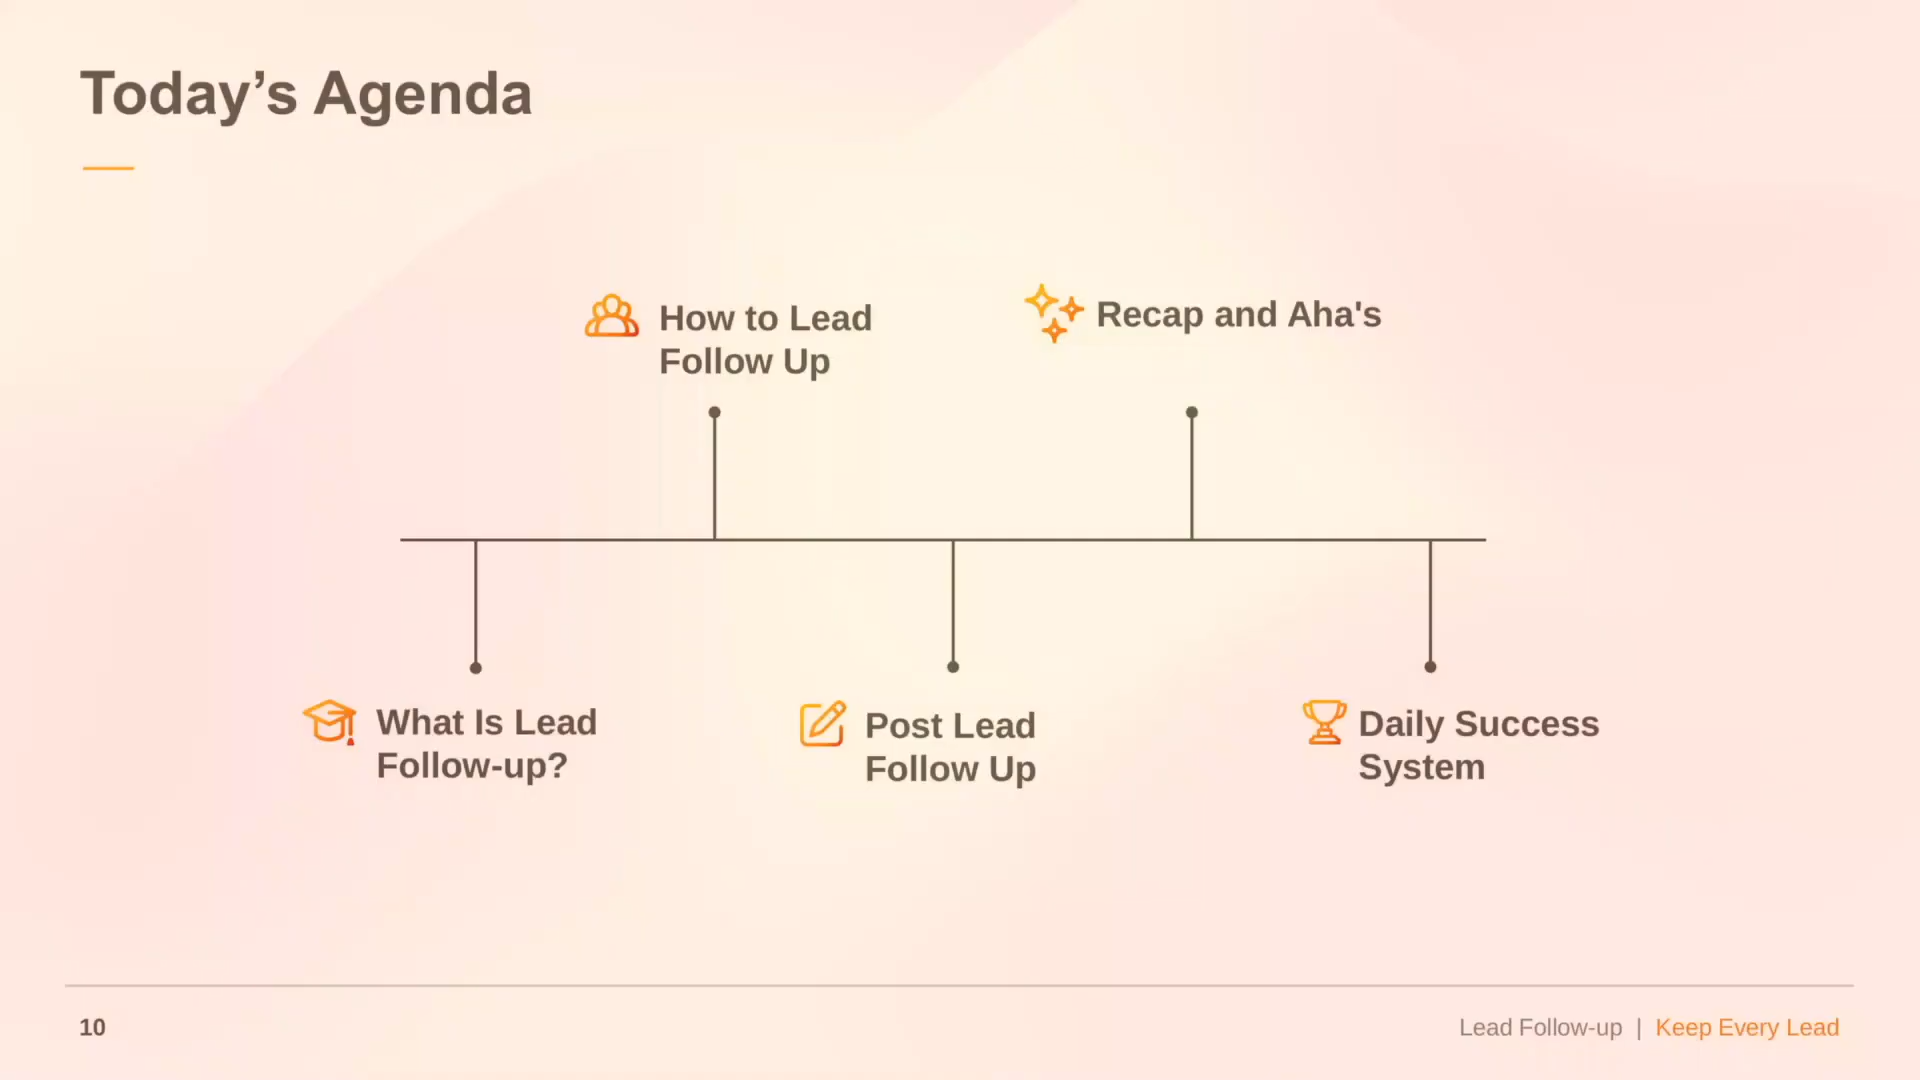 Today’s Agenda
How to Lead
Follow Up
Recap and Aha's
What Is Lead
Follow-up?
Post Lead
Follow Up
Daily Success
System
10
Lead Follow-up | Keep Every Lead